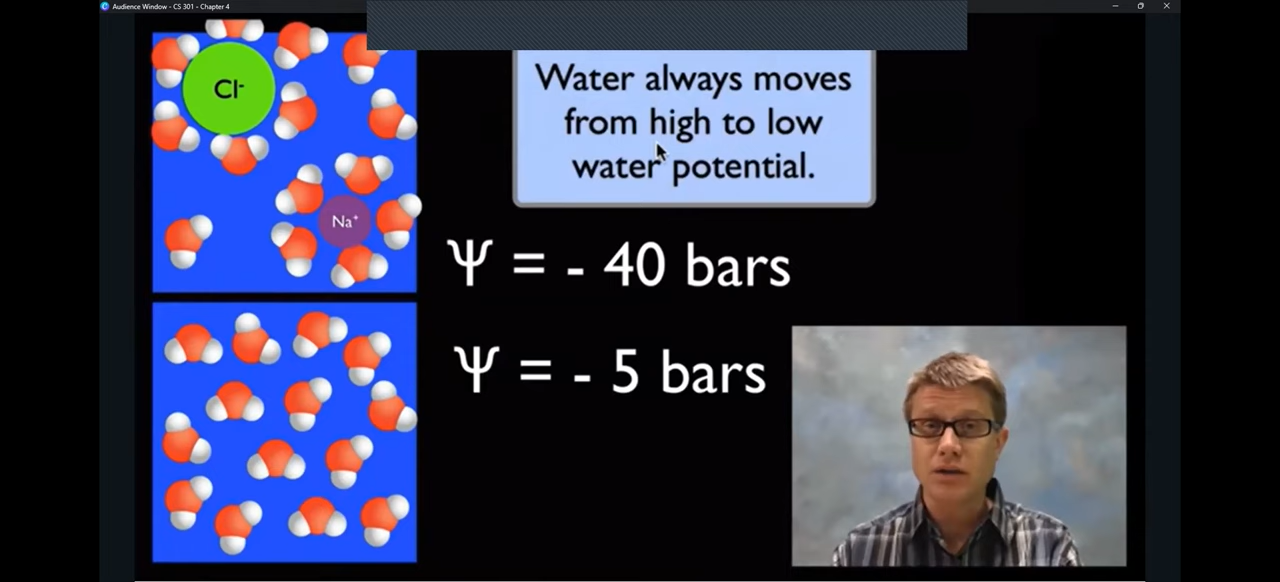 Audience Window - CS 301 - Chapter 4
Cl-
Na+
Water always moves
from high to low
water potential.
Ψ = - 40 bars
Ψ = - 5 bars